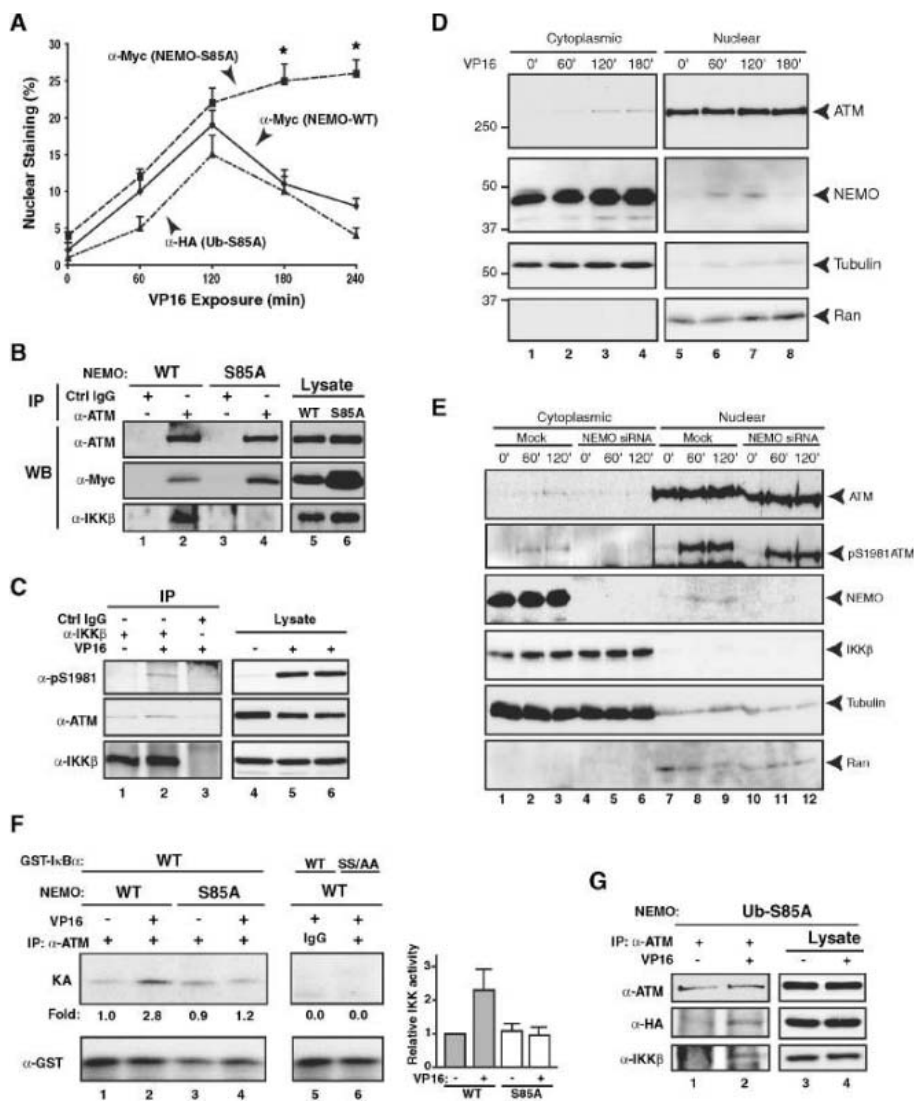 A
Nuclear Staining (%)
30
25
20
15
10
5
0
α-Myc (NEMO-S85A)
α-Myc (NEMO-WT)
α-HA (Ub-S85A)
★ ★
0 60 120 180 240
VP16 Exposure (min)
B
NEMO: WT S85A Lysate
IP
Ctrl IgG + - + - WT S85A
α-ATM - + - +
WB
α-ATM
α-Myc
α-IKKβ
1 2 3 4 5 6
C
IP
Ctrl IgG - - + Lysate
α-IKKβ + + -
VP16 - + + - + +
α-pS1981
α-ATM
α-IKKβ
1 2 3 4 5 6
D
Cytoplasmic Nuclear
VP16 0' 60' 120' 180' 0' 60' 120' 180'
250
ATM
50
NEMO
37
50
Tubulin
37
Ran
1 2 3 4 5 6 7 8
E
Cytoplasmic Nuclear
Mock NEMO siRNA Mock NEMO siRNA
0' 60' 120' 0' 60' 120' 0' 60' 120' 0' 60' 120'
ATM
pS1981ATM
NEMO
IKKβ
Tubulin
Ran
1 2 3 4 5 6 7 8 9 10 11 12
F
GST-IκBα: WT WT SS/AA
NEMO: WT S85A WT
VP16 - + - + + +
IP: α-ATM + + + + IgG +
KA
Fold: 1.0 2.8 0.9 1.2 0.0 0.0
α-GST
1 2 3 4 5 6
Relative IKK activity
3
2
1
0
VP16: - + - +
WT S85A
G
NEMO: Ub-S85A
IP: α-ATM + + Lysate
VP16 - + - +
α-ATM
α-HA
α-IKKβ
1 2 3 4